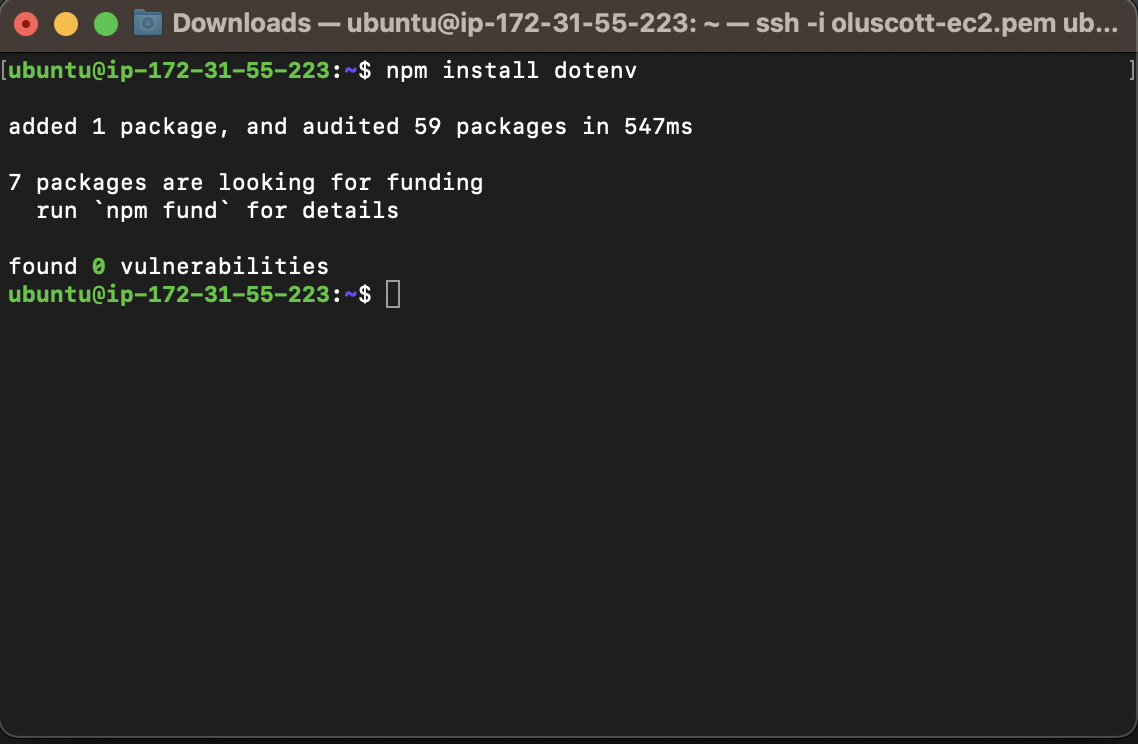 Downloads — ubuntu@ip-172-31-55-223: ~ — ssh -i oluscott-ec2.pem ub...
[ubuntu@ip-172-31-55-223:~$ npm install dotenv ]
added 1 package, and audited 59 packages in 547ms
7 packages are looking for funding
  run `npm fund` for details
found 0 vulnerabilities
ubuntu@ip-172-31-55-223:~$